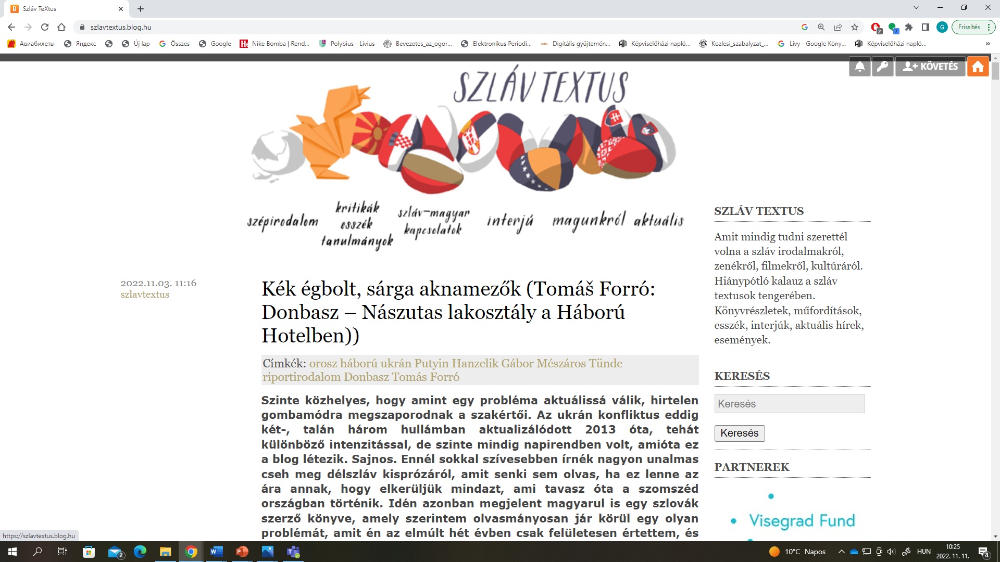 Szláv TeXtus
szlavtextus.blog.hu
Frissítés
Авиабилеты
Яндекс
Új lap
Összes
Google
Nike Bomba | Rend...
Polybius - Livius
Bevezetes_az_ogor...
Elektronikus Periodi...
Digitális gyűjtemén...
Képviselőházi napló...
Kozlesi_szabalyzat_...
Livy - Google Köny...
Képviselőházi napló...
KÖVETÉS
SZLÁV TEXTUS
szépirodalom
kritikák
esszék
tanulmányok
szláv-magyar
kapcsolatok
interjú
magunkról
aktuális
2022.11.03. 11:16
szlavtextus
Kék égbolt, sárga aknamezők (Tomáš Forró:
Donbasz – Nászutas lakosztály a Háború
Hotelben))
Címkék: orosz háború ukrán Putyin Hanzelik Gábor Mészáros Tünde
riportirodalom Donbasz Tomás Forró
Szinte közhelyes, hogy amint egy probléma aktuálissá válik, hirtelen
gombamódra megszaporodnak a szakértői. Az ukrán konfliktus eddig
két-, talán három hullámban aktualizálódott 2013 óta, tehát
különböző intenzitással, de szinte mindig napirendben volt, amióta ez
a blog létezik. Sajnos. Ennél sokkal szívesebben írnék nagyon unalmas
cseh meg délszláv kisprózáról, amit senki sem olvas, ha ez lenne az
ára annak, hogy elkerüljük mindazt, ami tavasz óta a szomszéd
országban történik. Idén azonban megjelent magyarul is egy szlovák
szerző könyve, amely szerintem olvasmányosan jár körül egy olyan
problémát, amit én az elmúlt hét évben csak felületesen értettem, és
SZLÁV TEXTUS
Amit mindig tudni szerettél
volna a szláv irodalmakról,
zenékről, filmekről, kultúráról.
Hiánypótló kalauz a szláv
textusok tengerében.
Könyvrészletek, műfordítások,
esszék, interjúk, aktuális hírek,
események.
KERESÉS
Keresés
Keresés
PARTNEREK
Visegrad Fund
https://szlavtextus.blog.hu
10°C Napos
HUN
10:25
2022. 11. 11.